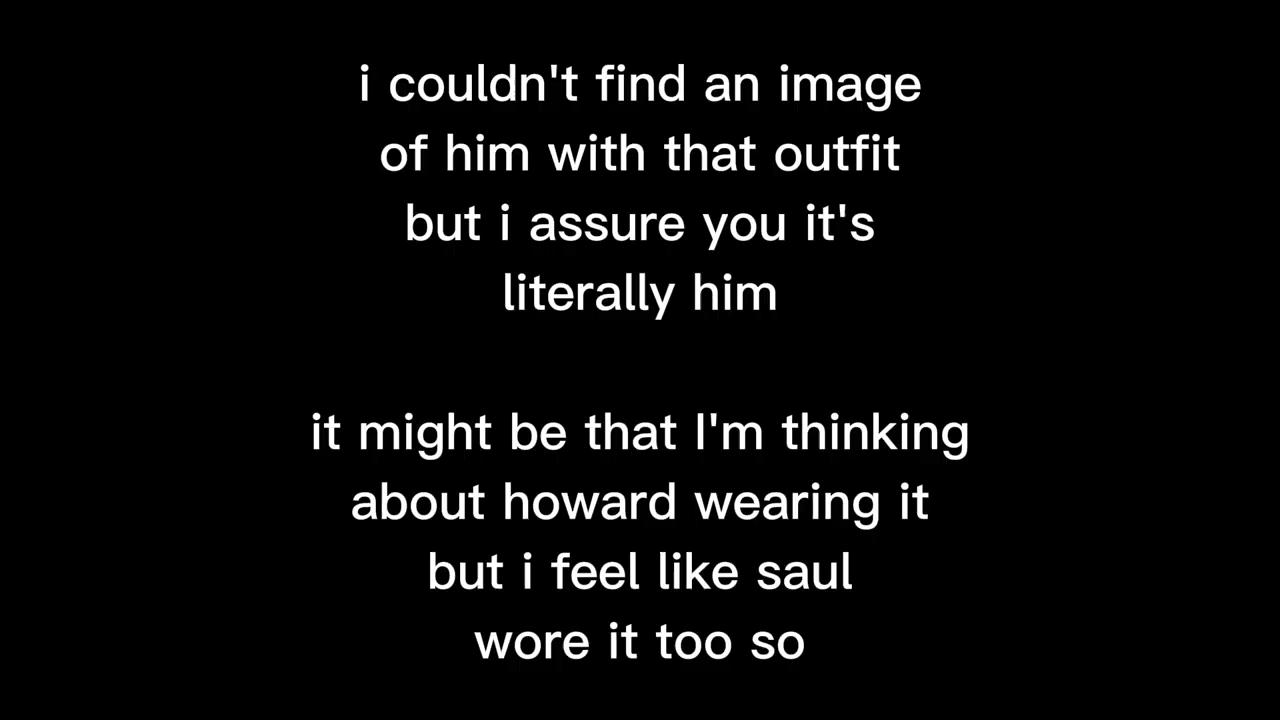 i couldn't find an image
of him with that outfit
but i assure you it's
literally him
it might be that I'm thinking
about howard wearing it
but i feel like saul
wore it too so